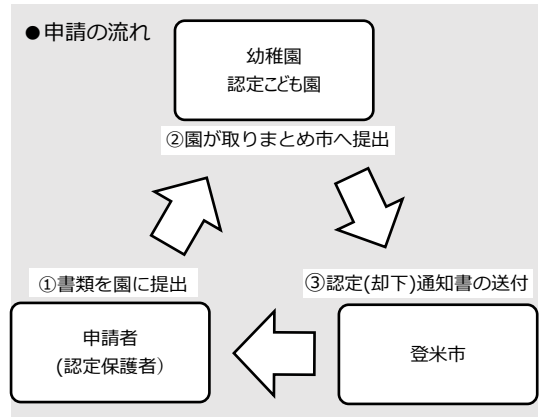 ●申請の流れ
幼稚園
認定こども園
②園が取りまとめ市へ提出
①書類を園に提出
③認定(却下)通知書の送付
申請者
(認定保護者）
登米市